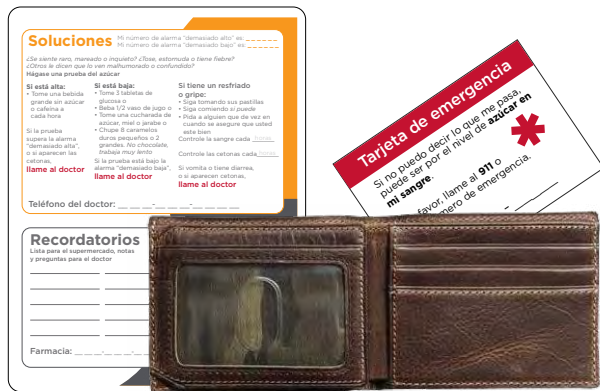 Soluciones
Mi número de alarma "demasiado alto" es: _ _ _ _ _ _
Mi número de alarma "demasiado bajo" es: _ _ _ _ _ _
¿Se siente raro, mareado o inquieto? ¿Tose, estornuda o tiene fiebre?
¿Otros le dicen que lo ven malhumorado o confundido?
Hágase una prueba del azúcar
Si está alta:
• Tome una bebida
grande sin azúcar
o cafeína a
cada hora
Si la prueba
supera la alarma
"demasiado alta",
o si aparecen las
cetonas,
llame al doctor
Si está baja:
• Tome 3 tabletas de
glucosa o
• Beba 1/2 vaso de jugo o
• Tome una cucharada de
azúcar, miel o jarabe o
• Chupe 8 caramelos
duros pequeños o 2
grandes. No chocolate,
trabaja muy lento
Si la prueba está bajo la
alarma "demasiado baja",
llame al doctor
Si tiene un resfriado
o gripe:
• Siga tomando sus pastillas
• Siga comiendo si puede
• Pida a alguien que de vez en
cuando se asegure que usted
este bien
Controle la sangre cada horas
Controle las cetonas cada horas
Si vomita o tiene diarrea,
o si aparecen cetonas,
llame al doctor
Teléfono del doctor: _ _ _-_ _ _-_ _ _ _
Recordatorios
Lista para el supermercado, notas
y preguntas para el doctor
Farmacia: _ _ _-_ _ _-_
Tarjeta de emergencia
Si no puedo decir lo que me pasa,
puede ser por el nivel de azúcar en
mi sangre.
favor, llame al 911 o
número de emergencia.